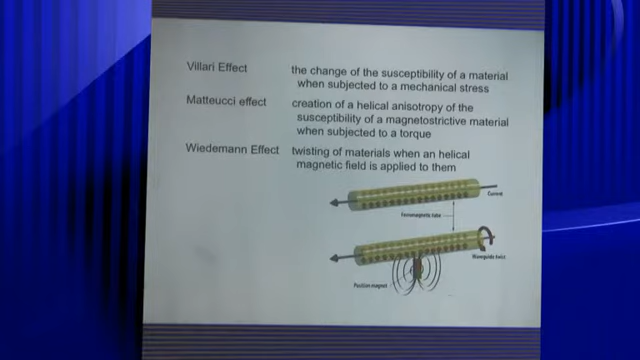 Villari Effect the change of the susceptibility of a material
when subjected to a mechanical stress
Matteucci effect creation of a helical anisotropy of the
susceptibility of a magnetostrictive material
when subjected to a torque
Wiedemann Effect twisting of materials when an helical
magnetic field is applied to them
Current
Ferromagnetic tube
Waveguide twist
Position magnet